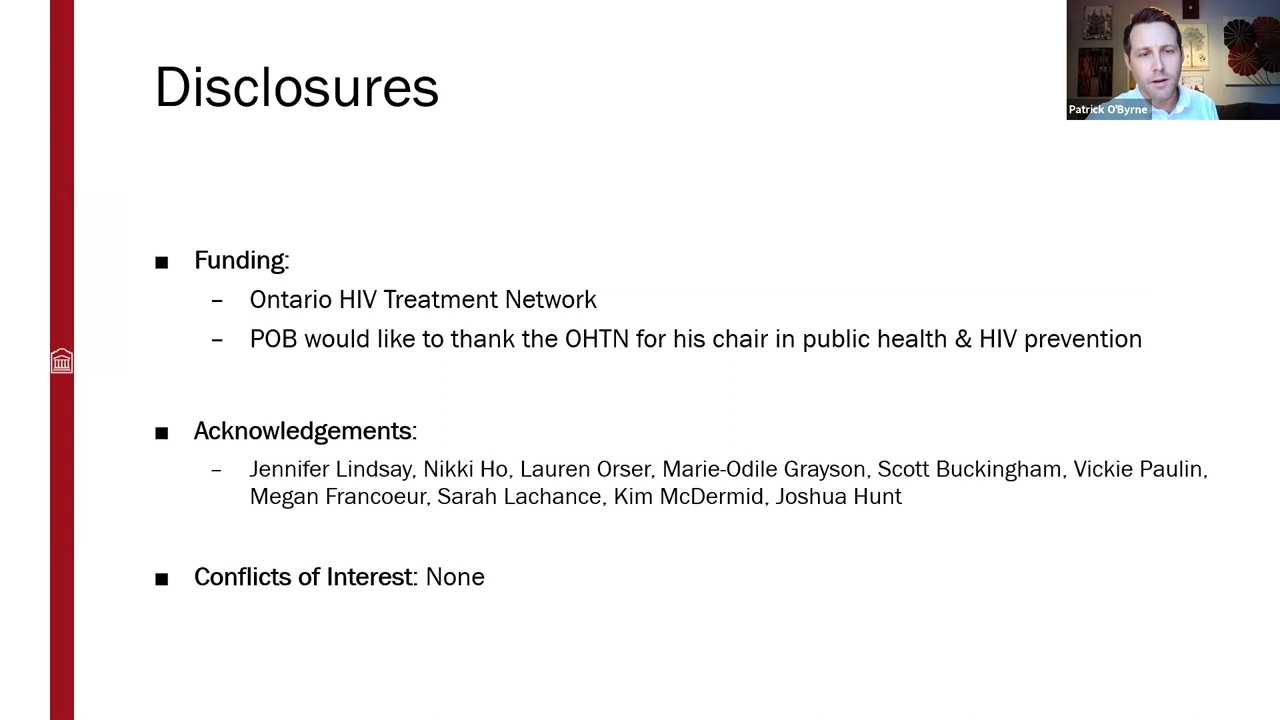 Disclosures
Patrick O'Byrne
■ Funding:
– Ontario HIV Treatment Network
– POB would like to thank the OHTN for his chair in public health & HIV prevention
■ Acknowledgements:
– Jennifer Lindsay, Nikki Ho, Lauren Orser, Marie-Odile Grayson, Scott Buckingham, Vickie Paulin,
Megan Francoeur, Sarah Lachance, Kim McDermid, Joshua Hunt
■ Conflicts of Interest: None